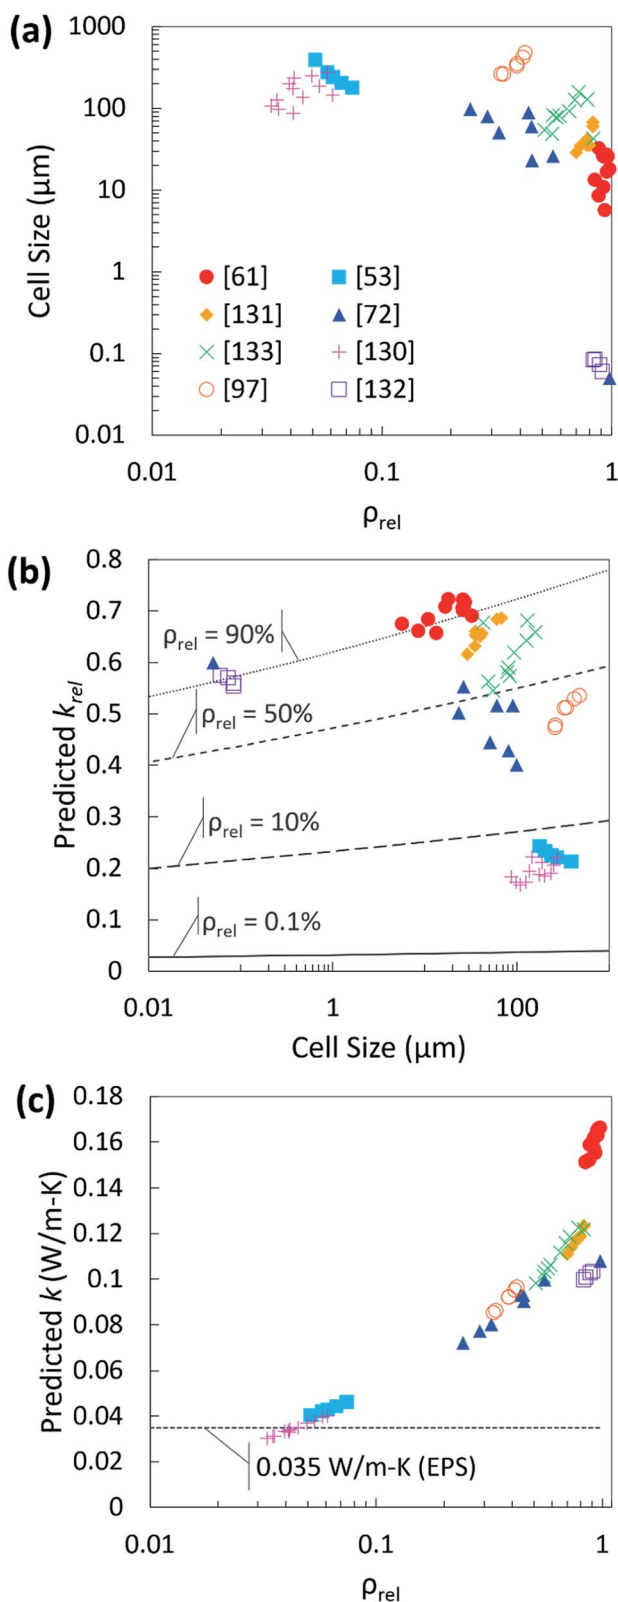 (a)
1000
100
10
1
0.1
0.01
Cell Size (μm)
[61] [53]
[131] [72]
[133] [130]
[97] [132]
0.01 0.1 1
ρrel
(b)
0.8
0.7
0.6
0.5
0.4
0.3
0.2
0.1
0
Predicted krel
ρrel = 90%
ρrel = 50%
ρrel = 10%
ρrel = 0.1%
0.01 1 100
Cell Size (μm)
(c)
0.18
0.16
0.14
0.12
0.1
0.08
0.06
0.04
0.02
0
Predicted k (W/m-K)
0.035 W/m-K (EPS)
0.01 0.1 1
ρrel